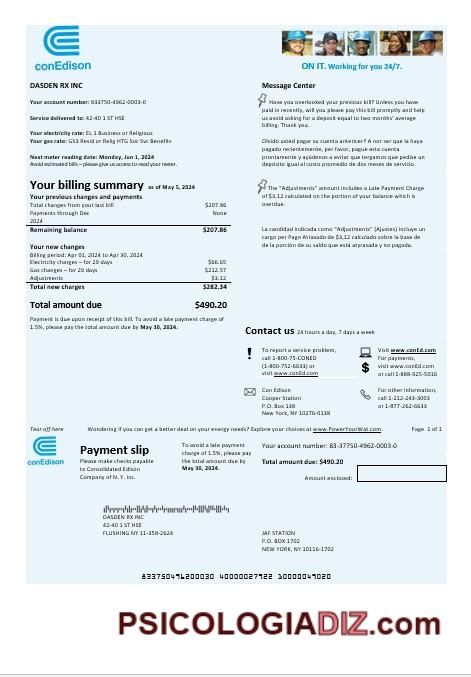 conEdison
ON IT. Working for you 24/7.
DASDEN RX INC
Your account number: 833750-4962-0003-0
Service delivered to: 42-40 1 ST HSE
Your electricity rate: EL 1 Business or Religious
Your gas rate: GS3 Resid or Relig HTG Soc Svc Benefits
Next meter reading date: Monday, Jun 1, 2024
Avoid estimated bills – please give us access to read your meter.
Your billing summary as of May 5, 2024
Your previous changes and payments
Total changes from your last bill $207.86
Payments through Dec None
2024
Remaining balance $207.86
Your new changes
Billing period: Apr 01, 2024 to Apr 30, 2024
Electricity charges – for 29 days $66.65
Gas changes – for 29 days $212.57
Adjustments $3.12
Total new charges $282.34
Total amount due $490.20
Payment is due upon receipt of this bill. To avoid a late payment charge of
1.5%, please pay the total amount due by May 30, 2024.
Message Center
Have you overlooked your previous bill? Unless you have
paid in recently, will you please pay this bill promptly and help
us avoid asking for a deposit equal to two months' average
billing. Thank you.
Olvidó usted pagar su cuenta anterior? A nor ser que la haya
pagado recientemente, per favor, pague esta cuenta
prontamente y ayúdenos a evitar que tergamos que pedise un
depósito igual al costo promedio de dos meses de servicio.
The "Adjustments" amount includes a Late Payment Charge
of $3,12 calculated on the portion of your balance which is
overdue.
La candidad indicada como "Adjustments" (Ajustes) incluye un
cargo per Pago Atrasado de $3,12 calculado sobre la base de
de la porción de su saldo que está atyrasada y no pagada.
Contact us 24 hours a day, 7 days a week
To report a service problem,
call 1-800-75-CONED
(1-800-752-6633) or
visit www.conEd.com
Visit www.conEd.com
For payments,
visit www.conEd.com
or call 1-888-925-5016
Con Edison
Cooper Station
P.O. Box 138
New York, NY 10276-0138
For other information,
call 1-212-243-3003
or 1-877-262-6633
Tear off here Wondering if you can get a better deal on your energy needs? Explore your choices at www.PowerYourWat.com. Page 1 of 1
conEdison
Payment slip
Please make checks payable
to Consolidated Edison
Company of N. Y. Inc.
To avoid a late payment
charge of 1.5%, please pay
the total amount due by
May 30, 2024.
Your account number: 83-37750-4962-0003-0
Total amount due: $490.20
Amount enclosed:
DASDEN RX INC
42-40 1 ST HSE
FLUSHING NY 11-358-2624
JAF STATION
P.O. BOX 1702
NEW YORK, NY 10116-1702
833750496200030 40000027922 10000049020
PSICOLOGIADIZ.com